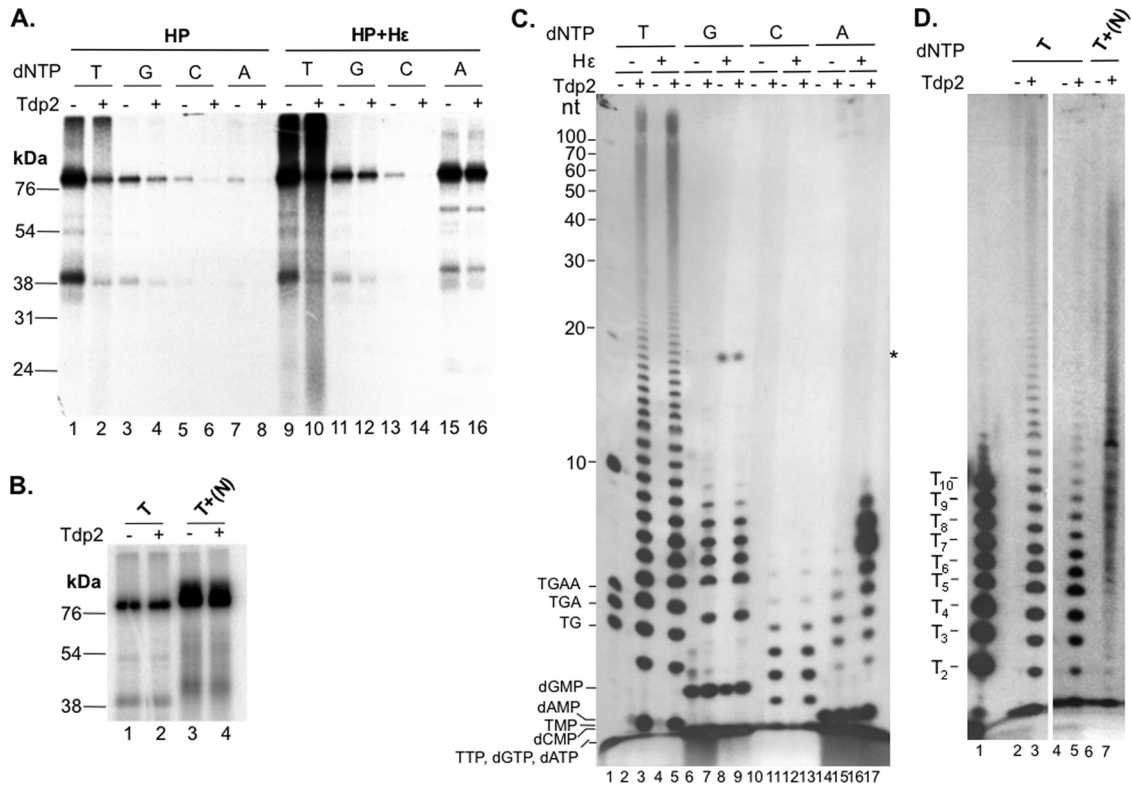 A.
HP HP+Hε
dNTP T G C A T G C A
Tdp2 - + - + - + - + - + - + - + - +
kDa
76
54
38
31
24
1 2 3 4 5 6 7 8 9 10 11 12 13 14 15 16
B.
T T+(N)
Tdp2 - + - +
kDa
76
54
38
1 2 3 4
C.
dNTP T G C A
Hε - + - + - + - +
Tdp2 - - + - + - + - + - + - + - + - +
nt
100
70
60
50
40
30
20
*
10
TGAA
TGA
TG
dGMP
dAMP
TMP
dCMP
TTP, dGTP, dATP
1 2 3 4 5 6 7 8 9 10 11 12 13 14 15 16 17
D.
dNTP T T+(N)
Tdp2 - + - + - +
T10
T9
T8
T7
T6
T5
T4
T3
T2
1 2 3 4 5 6 7